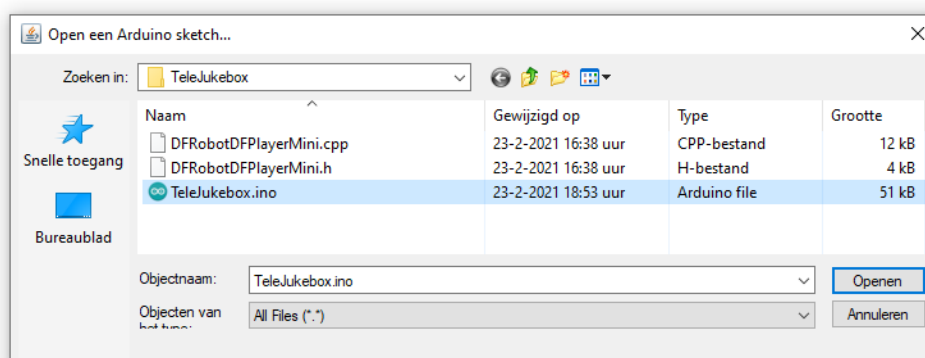 Open een Arduino sketch...
Zoeken in: TeleJukebox
Naam Gewijzigd op Type Grootte
DFRobotDFPlayerMini.cpp 23-2-2021 16:38 uur CPP-bestand 12 kB
DFRobotDFPlayerMini.h 23-2-2021 16:38 uur H-bestand 4 kB
TeleJukebox.ino 23-2-2021 18:53 uur Arduino file 51 kB
Snelle toegang
Bureaublad
Objectnaam: TeleJukebox.ino Openen
Objecten van All Files (*.*) Annuleren
het type: